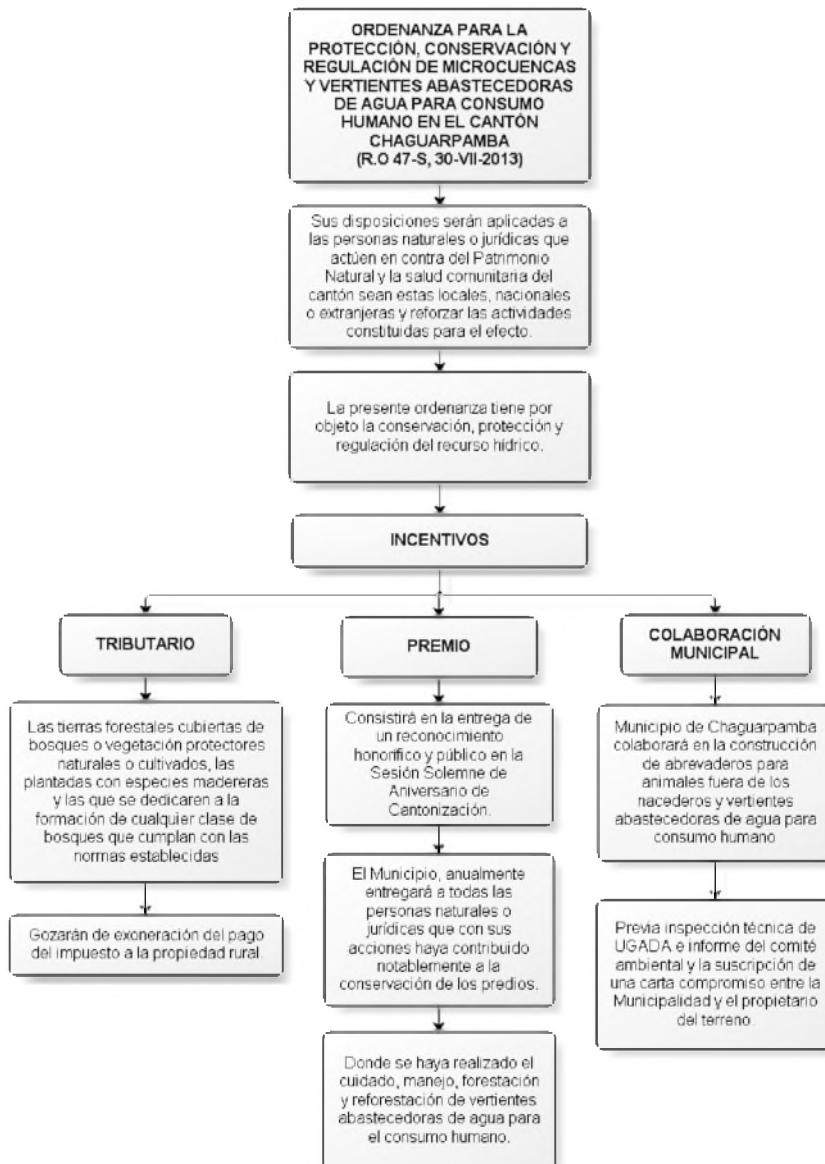 ORDENANZA PARA LA
PROTECCIÓN, CONSERVACIÓN Y
REGULACIÓN DE MICROCUENCAS
Y VERTIENTES ABASTECEDORAS
DE AGUA PARA CONSUMO
HUMANO EN EL CANTÓN
CHAGUARPAMBA
(R.O 47-S, 30-VII-2013)
Sus disposiciones serán aplicadas a
las personas naturales o jurídicas que
actúen en contra del Patrimonio
Natural y la salud comunitaria del
cantón sean estas locales, nacionales
o extranjeras y reforzar las actividades
constituidas para el efecto.
La presente ordenanza tiene por
objeto la conservación, protección y
regulación del recurso hídrico.
INCENTIVOS
TRIBUTARIO
Las tierras forestales cubiertas de
bosques o vegetación protectores
naturales o cultivados, las
plantadas con especies madereras
y las que se dedicaren a la
formación de cualquier clase de
bosques que cumplan con las
normas establecidas
Gozarán de exoneración del pago
del impuesto a la propiedad rural.
PREMIO
Consistirá en la entrega de
un reconocimiento
honorífico y público en la
Sesión Solemne de
Aniversario de
Cantonización.
El Municipio, anualmente
entregará a todas las
personas naturales o
jurídicas que con sus
acciones haya contribuido
notablemente a la
conservación de los predios.
Donde se haya realizado el
cuidado, manejo, forestación
y reforestación de vertientes
abastecedoras de agua para
el consumo humano.
COLABORACIÓN
MUNICIPAL
Municipio de Chaguarpamba
colaborará en la construcción
de abrevaderos para
animales fuera de los
nacederos y vertientes
abastecedoras de agua para
consumo humano
Previa inspección técnica de
UGADA e informe del comité
ambiental y la suscripción de
una carta compromiso entre la
Municipalidad y el propietario
del terreno.